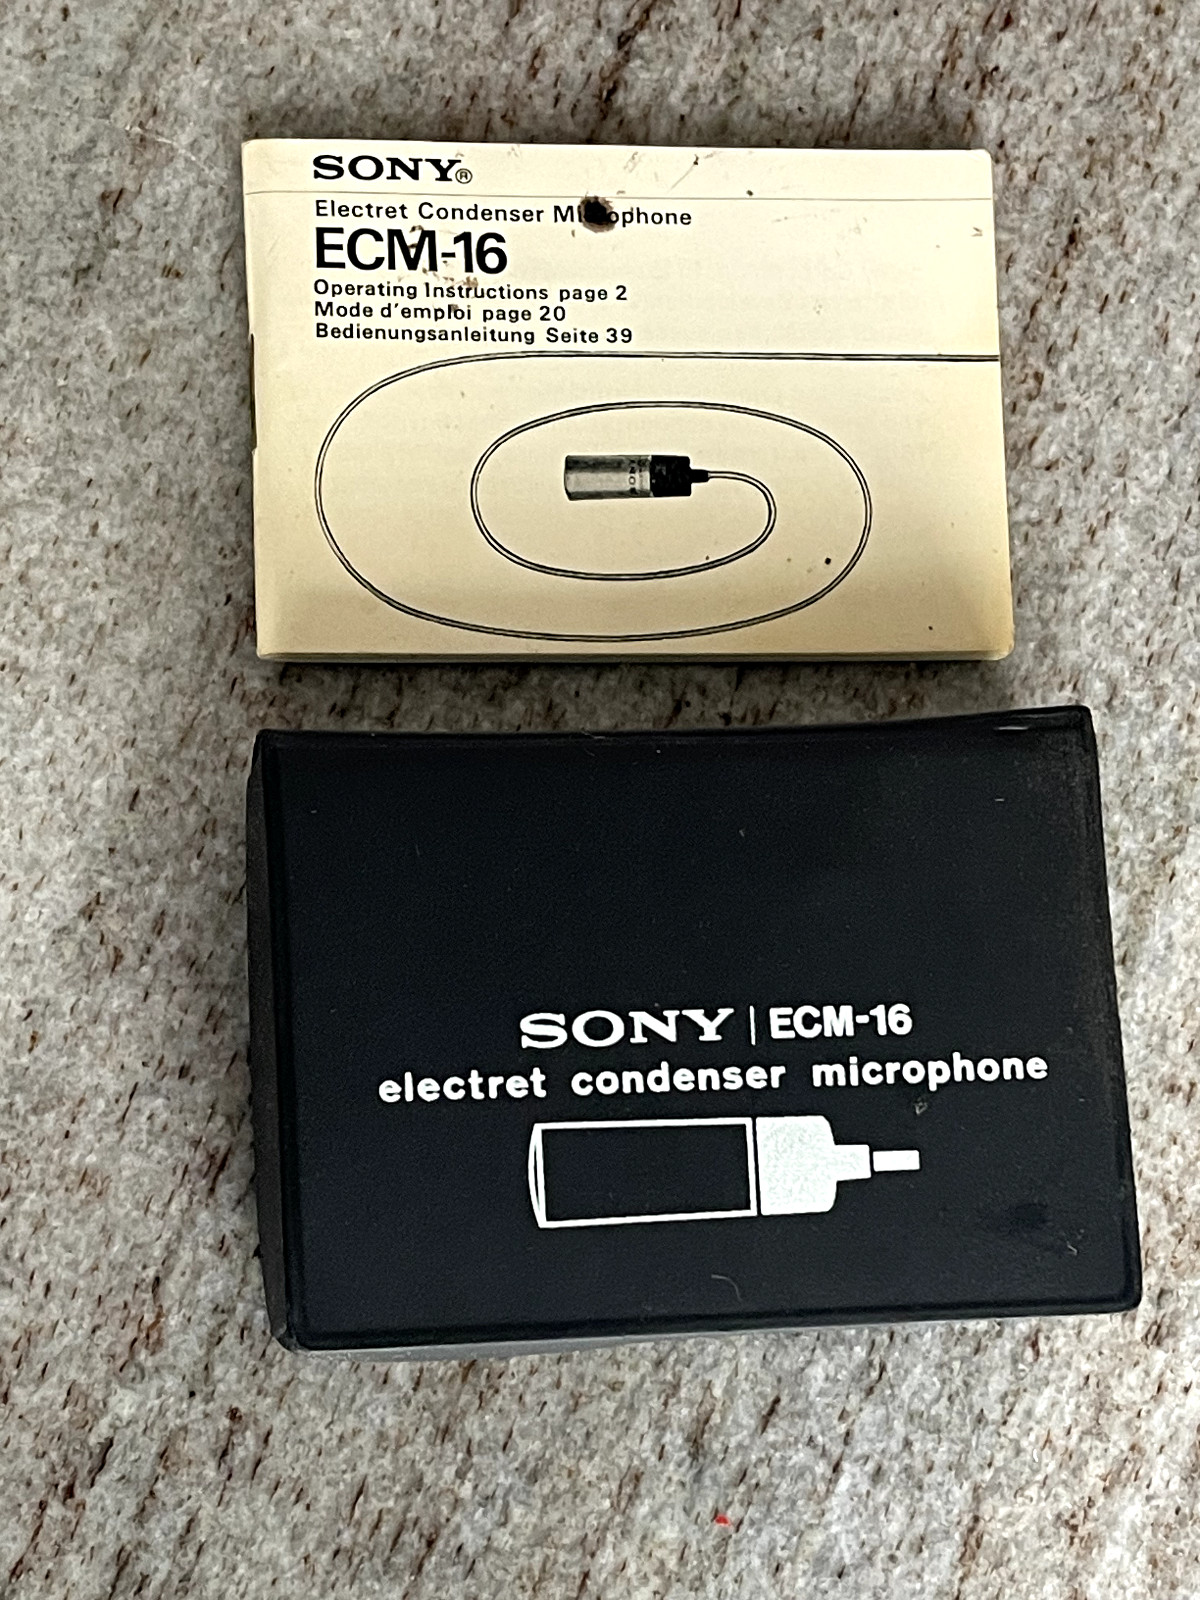 SONY®
Electret Condenser Microphone
ECM-16
Operating Instructions page 2
Mode d'emploi page 20
Bedienungsanleitung Seite 39
SONY
SONY | ECM-16
electret condenser microphone